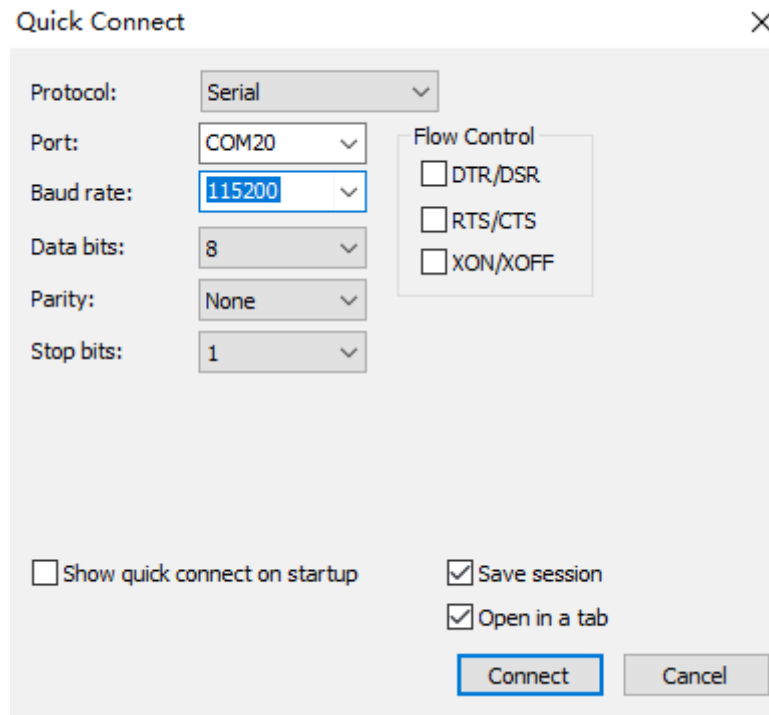 Quick Connect
Protocol: Serial
Port: COM20
Flow Control
DTR/DSR
Baud rate: 115200
RTS/CTS
Data bits: 8
XON/XOFF
Parity: None
Stop bits: 1
Show quick connect on startup
Save session
Open in a tab
Connect Cancel